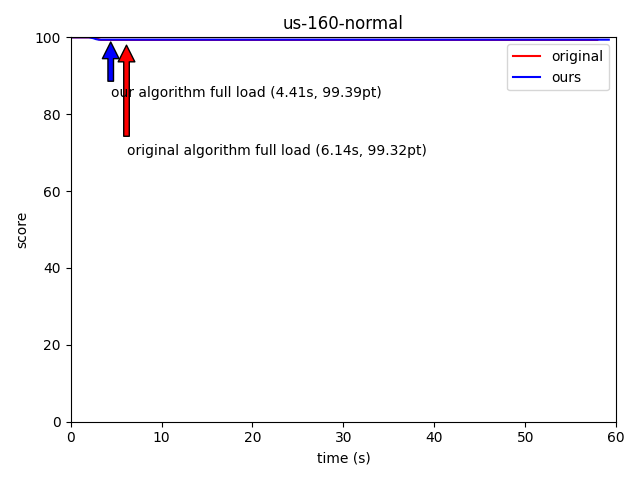 us-160-normal
100
80
60
40
20
0
score
our algorithm full load (4.41s, 99.39pt)
original algorithm full load (6.14s, 99.32pt)
original
ours
0 10 20 30 40 50 60
time (s)